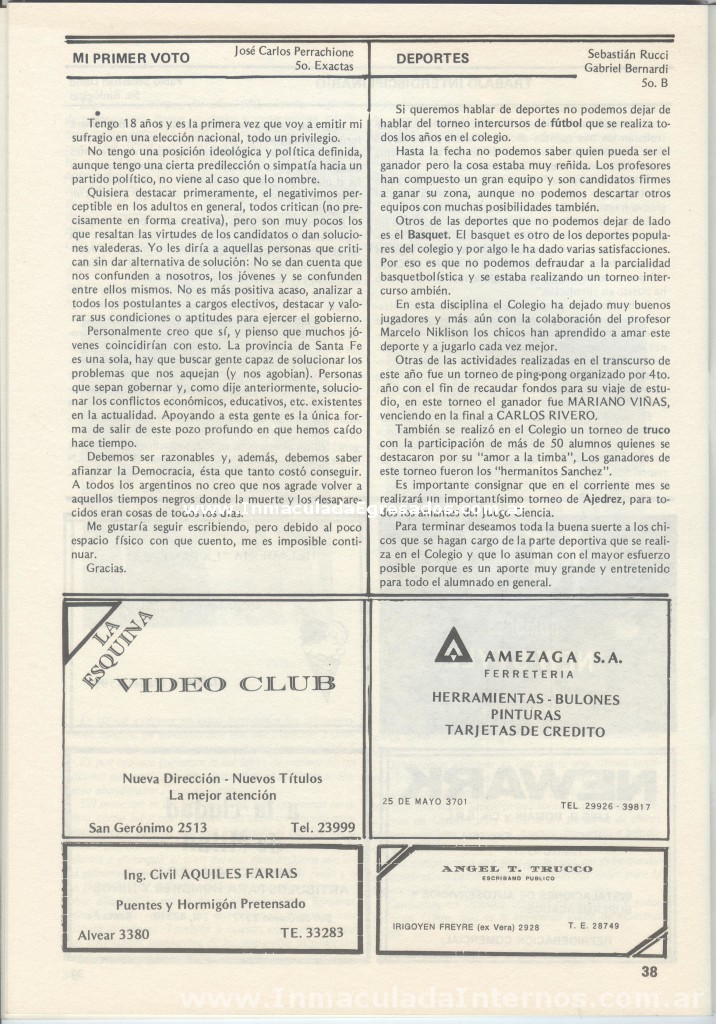 MI PRIMER VOTO
José Carlos Perrachione
5o. Exactas
Tengo 18 años y es la primera vez que voy a emitir mi
sufragio en una elección nacional, todo un privilegio.
No tengo una posición ideológica y política definida,
aunque tengo una cierta predilección o simpatía hacia un
partido político, no viene al caso que lo nombre.
Quisiera destacar primeramente, el negativimos per-
ceptible en los adultos en general, todos critican (no pre-
cisamente en forma creativa), pero son muy pocos los
que resaltan las virtudes de los candidatos o dan solucio-
nes valederas. Yo les diría a aquellas personas que criti-
can sin dar alternativa de solución: No se dan cuenta que
nos confunden a nosotros, los jóvenes y se confunden
entre ellos mismos. No es más positiva acaso, analizar a
todos los postulantes a cargos electivos, destacar y valo-
rar sus condiciones o aptitudes para ejercer el gobierno.
Personalmente creo que sí, y pienso que muchos jó-
venes coincidirían con esto. La provincia de Santa Fe
es una sola, hay que buscar gente capaz de solucionar los
problemas que nos aquejan (y nos agobian). Personas
que sepan gobernar y, como dije anteriormente, solucio-
nar los conflictos económicos, educativos, etc. existentes
en la actualidad. Apoyando a esta gente es la única for-
ma de salir de este pozo profundo en que hemos caído
hace tiempo.
Debemos ser razonables y, además, debemos saber
afianzar la Democracia, ésta que tanto costó conseguir.
A todos los argentinos no creo que nos agrade volver a
aquellos tiempos negros donde la muerte y los desapare-
cidos eran cosas de todos los días.
Me gustaría seguir escribiendo, pero debido al poco
espacio físico con que cuento, me es imposible conti-
nuar.
Gracias.
DEPORTES
Sebastián Rucci
Gabriel Bernardi
5o. B
Si queremos hablar de deportes no podemos dejar de
hablar del torneo intercursos de fútbol que se realiza to-
dos los años en el colegio.
Hasta la fecha no podemos saber quien pueda ser el
ganador pero la cosa estaba muy reñida. Los profesores
han compuesto un gran equipo y son candidatos firmes
a ganar su zona, aunque no podemos descartar otros
equipos con muchas posibilidades también.
Otros de las deportes que no podemos dejar de lado
es el Basquet. El basquet es otro de los deportes popula-
res del colegio y por algo le ha dado varias satisfacciones.
Por eso es que no podemos defraudar a la parcialidad
basquetbolística y se estaba realizando un torneo inter-
curso ambién.
En esta disciplina el Colegio ha dejado muy buenos
jugadores y más aún con la colaboración del profesor
Marcelo Niklison los chicos han aprendido a amar este
deporte y a jugarlo cada vez mejor.
Otras de las actividades realizadas en el transcurso de
este año fue un torneo de ping-pong organizado por 4to.
año con el fin de recaudar fondos para su viaje de estu-
dio, en este torneo el ganador fue MARIANO VIÑAS,
venciendo en la final a CARLOS RIVERO.
También se realizó en el Colegio un torneo de truco
con la participación de más de 50 alumnos quienes se
destacaron por su "amor a la timba", Los ganadores de
este torneo fueron los "hermanitos Sanchez".
Es importante consignar que en el corriente mes se
realizará un importantísimo torneo de Ajedrez, para to-
dos los amantes del juego ciencia.
Para terminar deseamos toda la buena suerte a los chi-
cos que se hagan cargo de la parte deportiva que se reali-
za en el Colegio y que lo asuman con el mayor esfuerzo
posible porque es un aporte muy grande y entretenido
para todo el alumnado en general.
LA
ESQUINA
VIDEO CLUB
Nueva Dirección - Nuevos Títulos
La mejor atención
San Gerónimo 2513 Tel. 23999
AMEZAGA S.A.
FERRETERIA
HERRAMIENTAS - BULONES
PINTURAS
TARJETAS DE CREDITO
25 DE MAYO 3701 TEL 29926 - 39817
Ing. Civil AQUILES FARIAS
Puentes y Hormigón Pretensado
Alvear 3380 TE. 33283
ANGEL T. TRUCCO
ESCRIBANO PUBLICO
IRIGOYEN FREYRE (ex Vera) 2928 T. E. 28749
38
www.InmaculadaInternos.com.ar